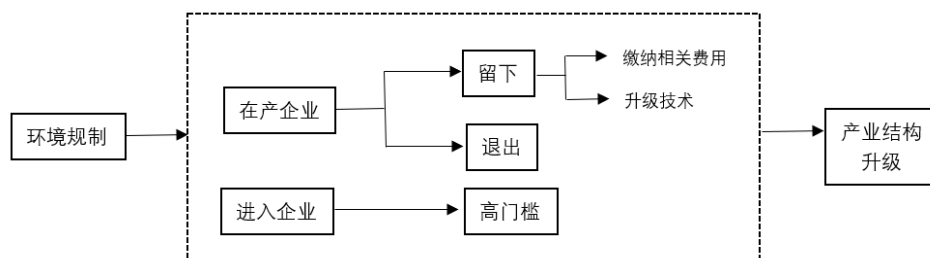 环境规制
在产企业
留下
缴纳相关费用
升级技术
退出
进入企业
高门槛
产业结构
升级